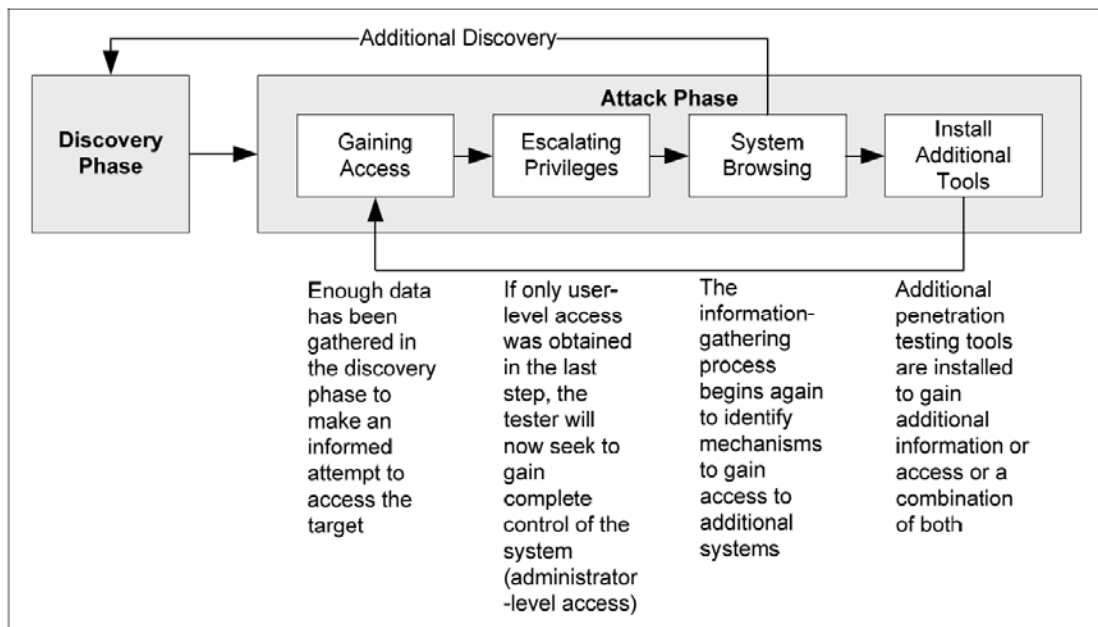 Additional Discovery
Attack Phase
Discovery
Phase
Gaining
Access
Escalating
Privileges
System
Browsing
Install
Additional
Tools
Enough data
has been
gathered in
the discovery
phase to
make an
informed
attempt to
access the
target
If only user-
level access
was obtained
in the last
step, the
tester will
now seek to
gain
complete
control of the
system
(administrator
-level access)
The
information-
gathering
process
begins again
to identify
mechanisms
to gain
access to
additional
systems
Additional
penetration
testing tools
are installed
to gain
additional
information or
access or a
combination
of both